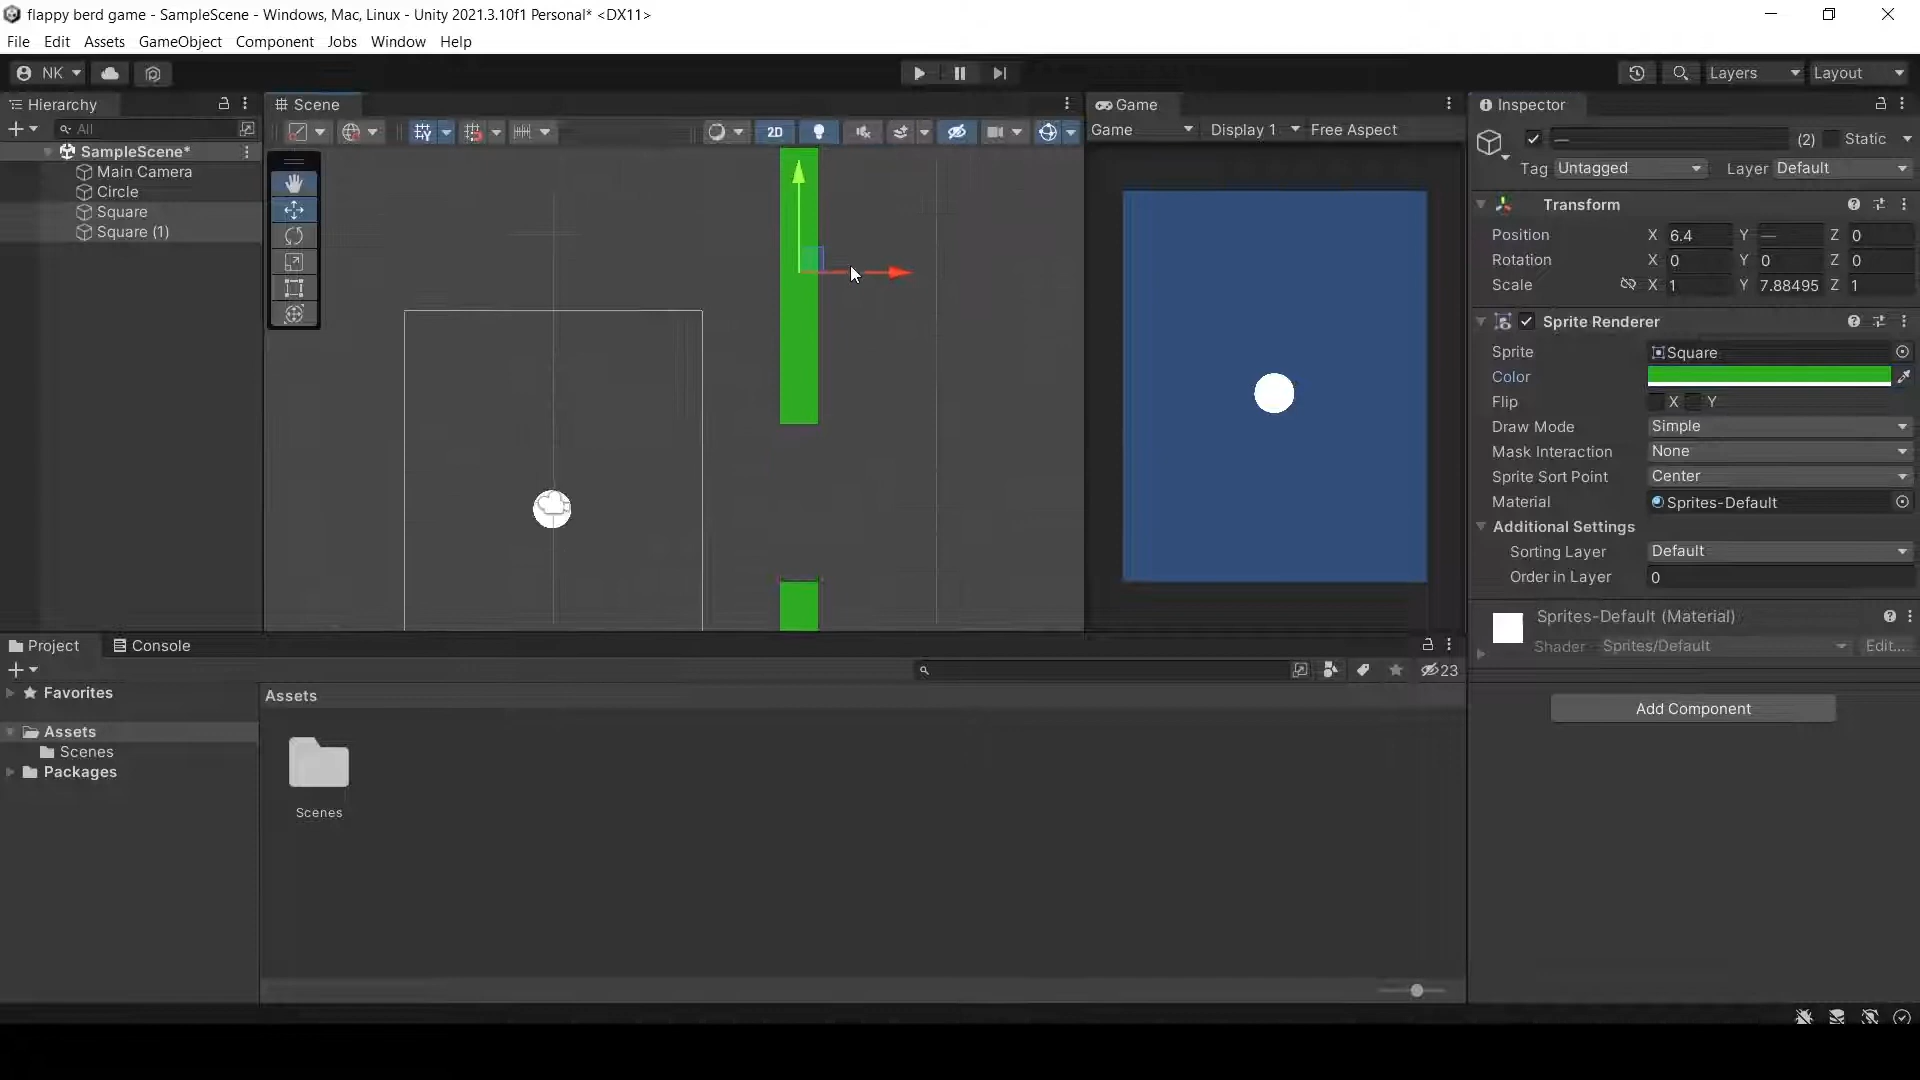 flappy berd game - SampleScene - Windows, Mac, Linux - Unity 2021.3.10f1 Personal* <DX11>
File Edit Assets GameObject Component Jobs Window Help
NK Layers Layout
Hierarchy
All
SampleScene*
Main Camera
Circle
Square
Square (1)
Scene
2D
Game
Game Display 1 Free Aspect
Inspector
— (2) Static
Tag Untagged Layer Default
Transform
Position X 6.4 Y — Z 0
Rotation X 0 Y 0 Z 0
Scale X 1 Y 7.88495 Z 1
Sprite Renderer
Sprite Square
Color
Flip X Y
Draw Mode Simple
Mask Interaction None
Sprite Sort Point Center
Material Sprites-Default
Additional Settings
Sorting Layer Default
Order in Layer 0
Sprites-Default (Material)
Shader Sprites/Default Edit...
Add Component
Project Console
23
Favorites
Assets
Scenes
Packages
Assets
Scenes